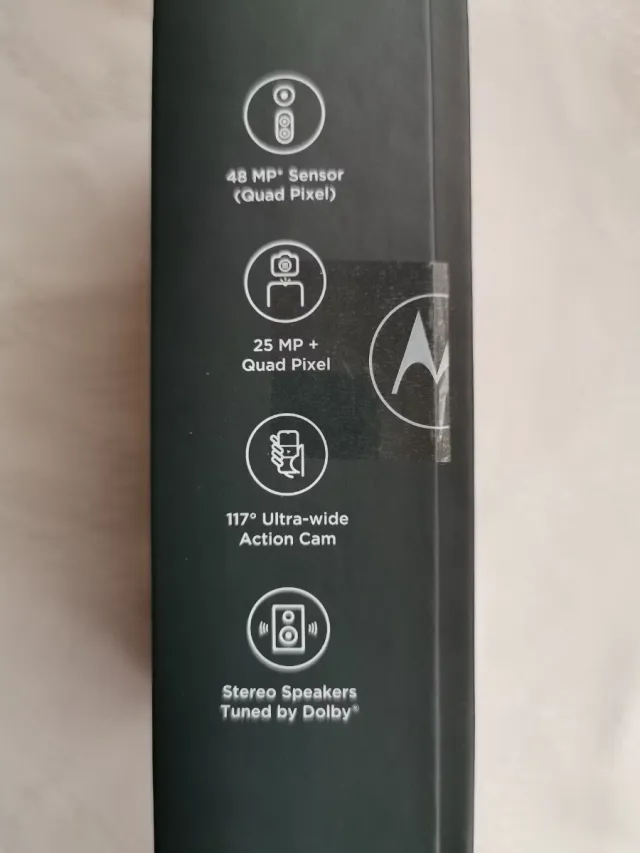 48 MP* Sensor
(Quad Pixel)
25 MP +
Quad Pixel
117° Ultra-wide
Action Cam
Stereo Speakers
Tuned by Dolby®